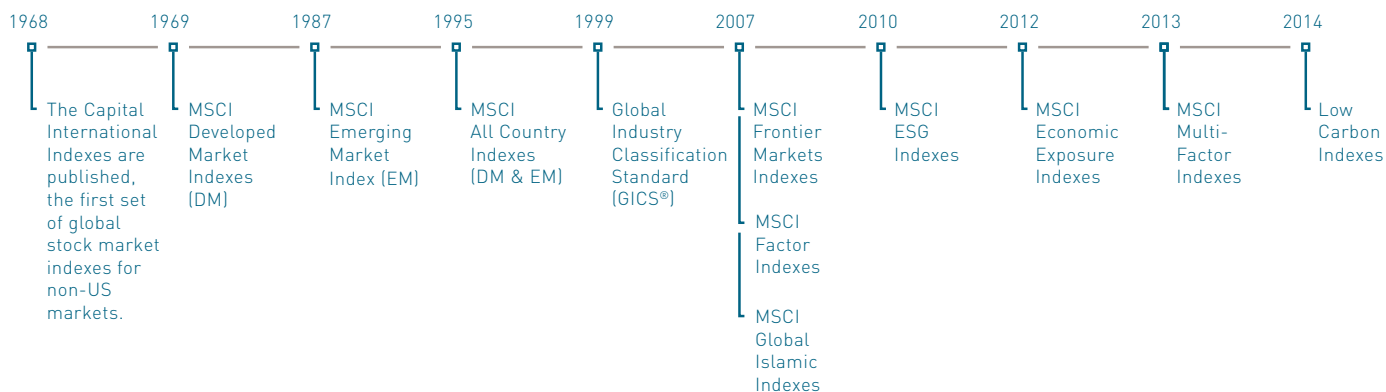 1968
1969
1987
1995
1999
2007
2010
2012
2013
2014
The Capital
International
Indexes are
published,
the first set
of global
stock market
indexes for
non-US
markets.
MSCI
Developed
Market
Indexes
(DM)
MSCI
Emerging
Market
Index (EM)
MSCI
All Country
Indexes
(DM & EM)
Global
Industry
Classification
Standard
(GICS®)
MSCI
Frontier
Markets
Indexes
MSCI
Factor
Indexes
MSCI
Global
Islamic
Indexes
MSCI
ESG
Indexes
MSCI
Economic
Exposure
Indexes
MSCI
Multi-
Factor
Indexes
Low
Carbon
Indexes